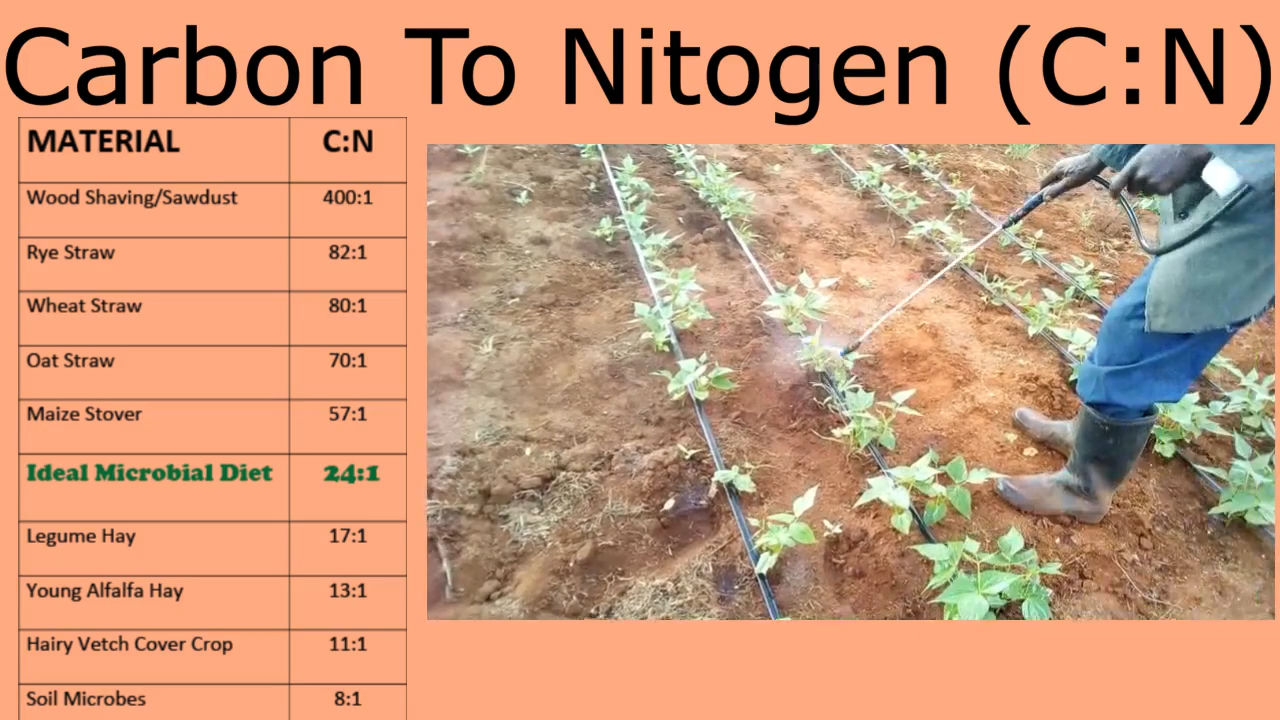 Carbon To Nitogen (C:N)
MATERIAL C:N
Wood Shaving/Sawdust 400:1
Rye Straw 82:1
Wheat Straw 80:1
Oat Straw 70:1
Maize Stover 57:1
Ideal Microbial Diet 24:1
Legume Hay 17:1
Young Alfalfa Hay 13:1
Hairy Vetch Cover Crop 11:1
Soil Microbes 8:1